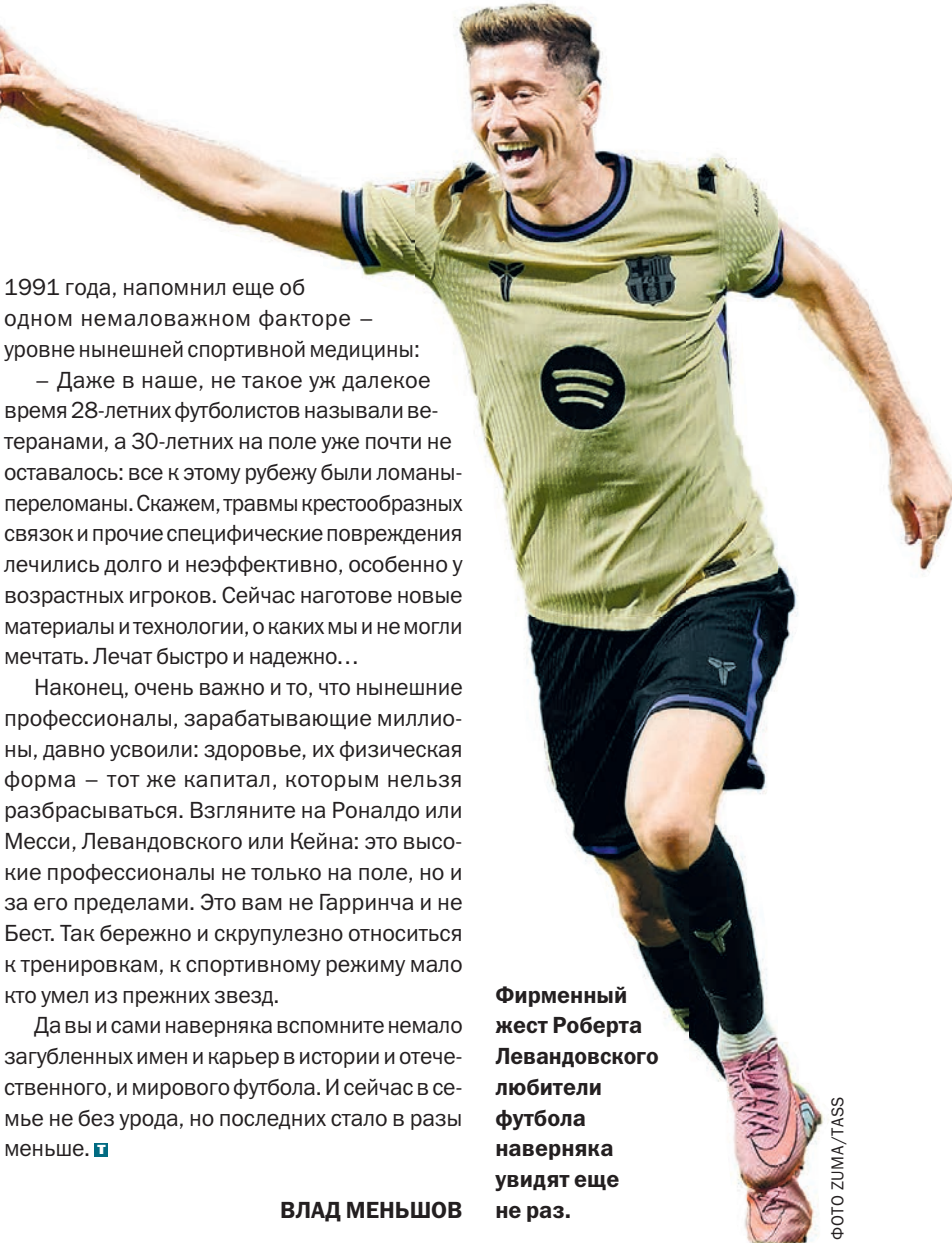 1991 года, напомнил еще об
одном немаловажном факторе –
уровне нынешней спортивной медицины:
– Даже в наше, не такое уж далекое
время 28-летних футболистов называли ве-
теранами, а 30-летних на поле уже почти не
оставалось: все к этому рубежу были ломаны-
переломаны. Скажем, травмы крестообразных
связок и прочие специфические повреждения
лечились долго и неэффективно, особенно у
возрастных игроков. Сейчас наготове новые
материалы и технологии, о каких мы и не могли
мечтать. Лечат быстро и надежно...
Наконец, очень важно и то, что нынешние
профессионалы, зарабатывающие миллио-
ны, давно усвоили: здоровье, их физическая
форма – тот же капитал, которым нельзя
разбрасываться. Взгляните на Роналдо или
Месси, Левандовского или Кейна: это высо-
кие профессионалы не только на поле, но и
за его пределами. Это вам не Гарринча и не
Бест. Так бережно и скрупулезно относиться
к тренировкам, к спортивному режиму мало
кто умел из прежних звезд.
Да вы и сами наверняка вспомните немало
загубленных имен и карьер в истории и отече-
ственного, и мирового футбола. И сейчас в се-
мье не без урода, но последних стало в разы
меньше. Т
ВЛАД МЕНЬШОВ
Фирменный
жест Роберта
Левандовского
любители
футбола
наверняка
увидят еще
не раз.
ФОТО ZUMA/TASS